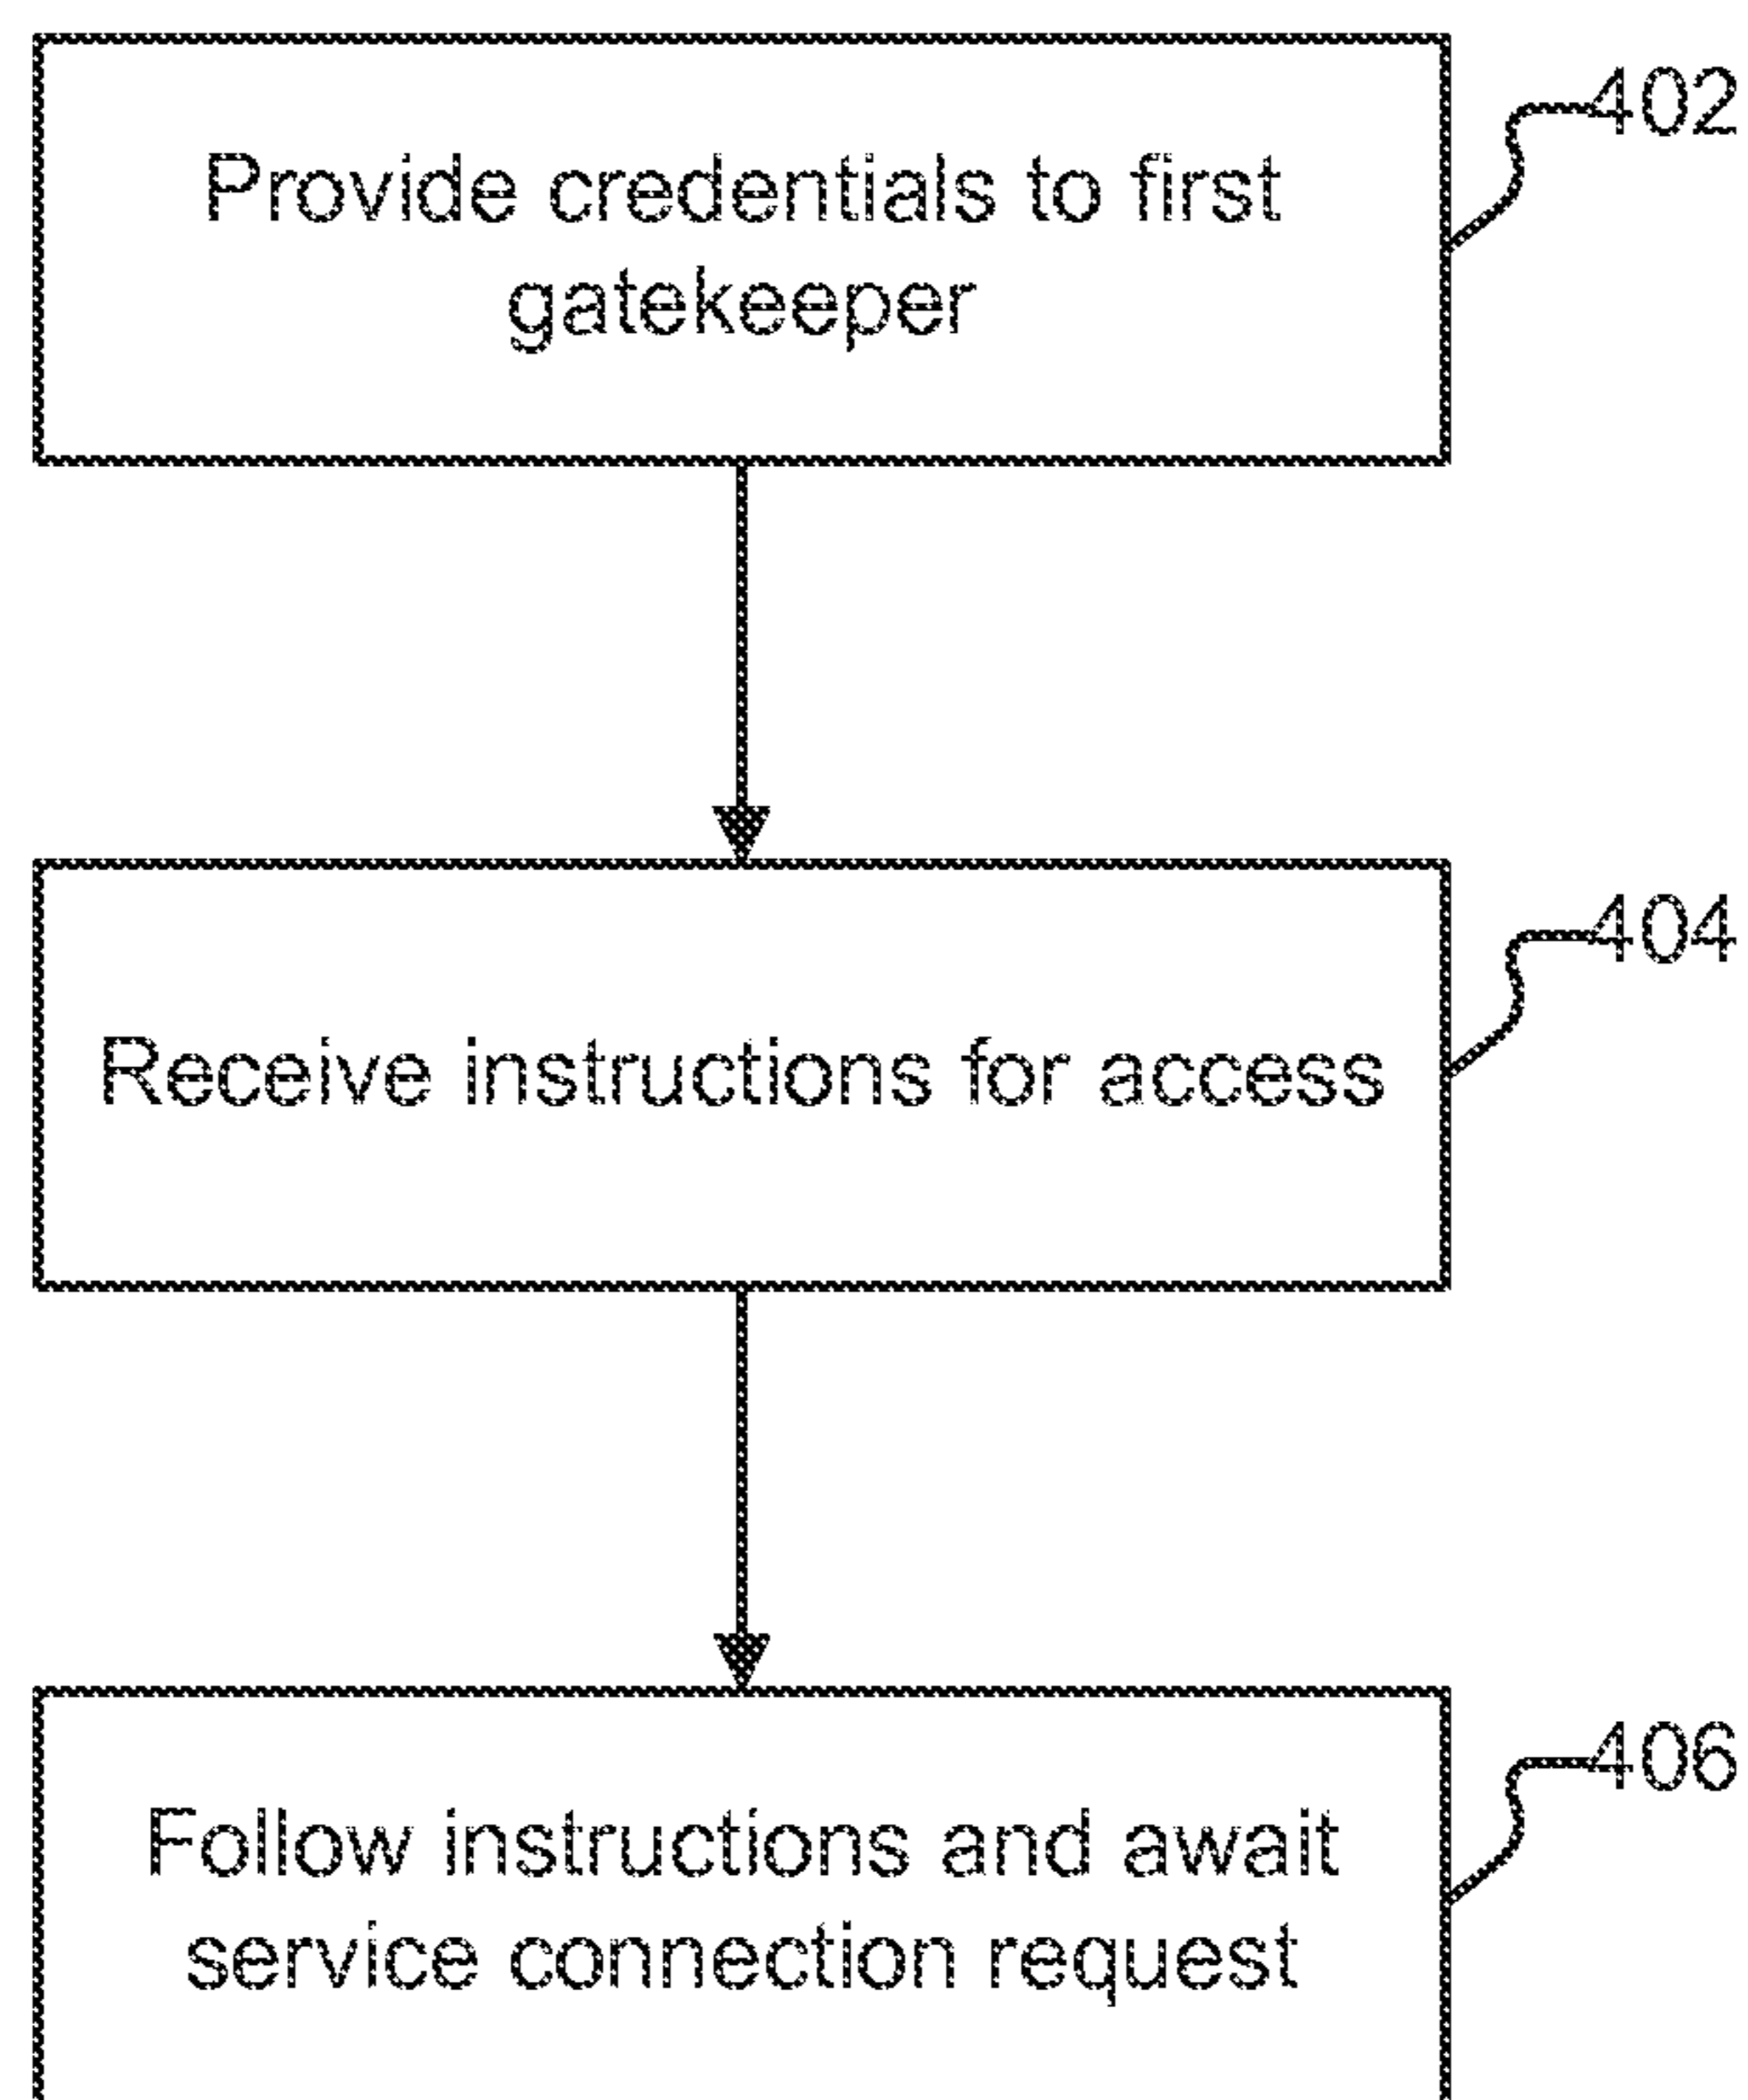 402
Provide credentials to first
gatekeeper
404
Receive instructions for access
406
Follow instructions and await
service connection request